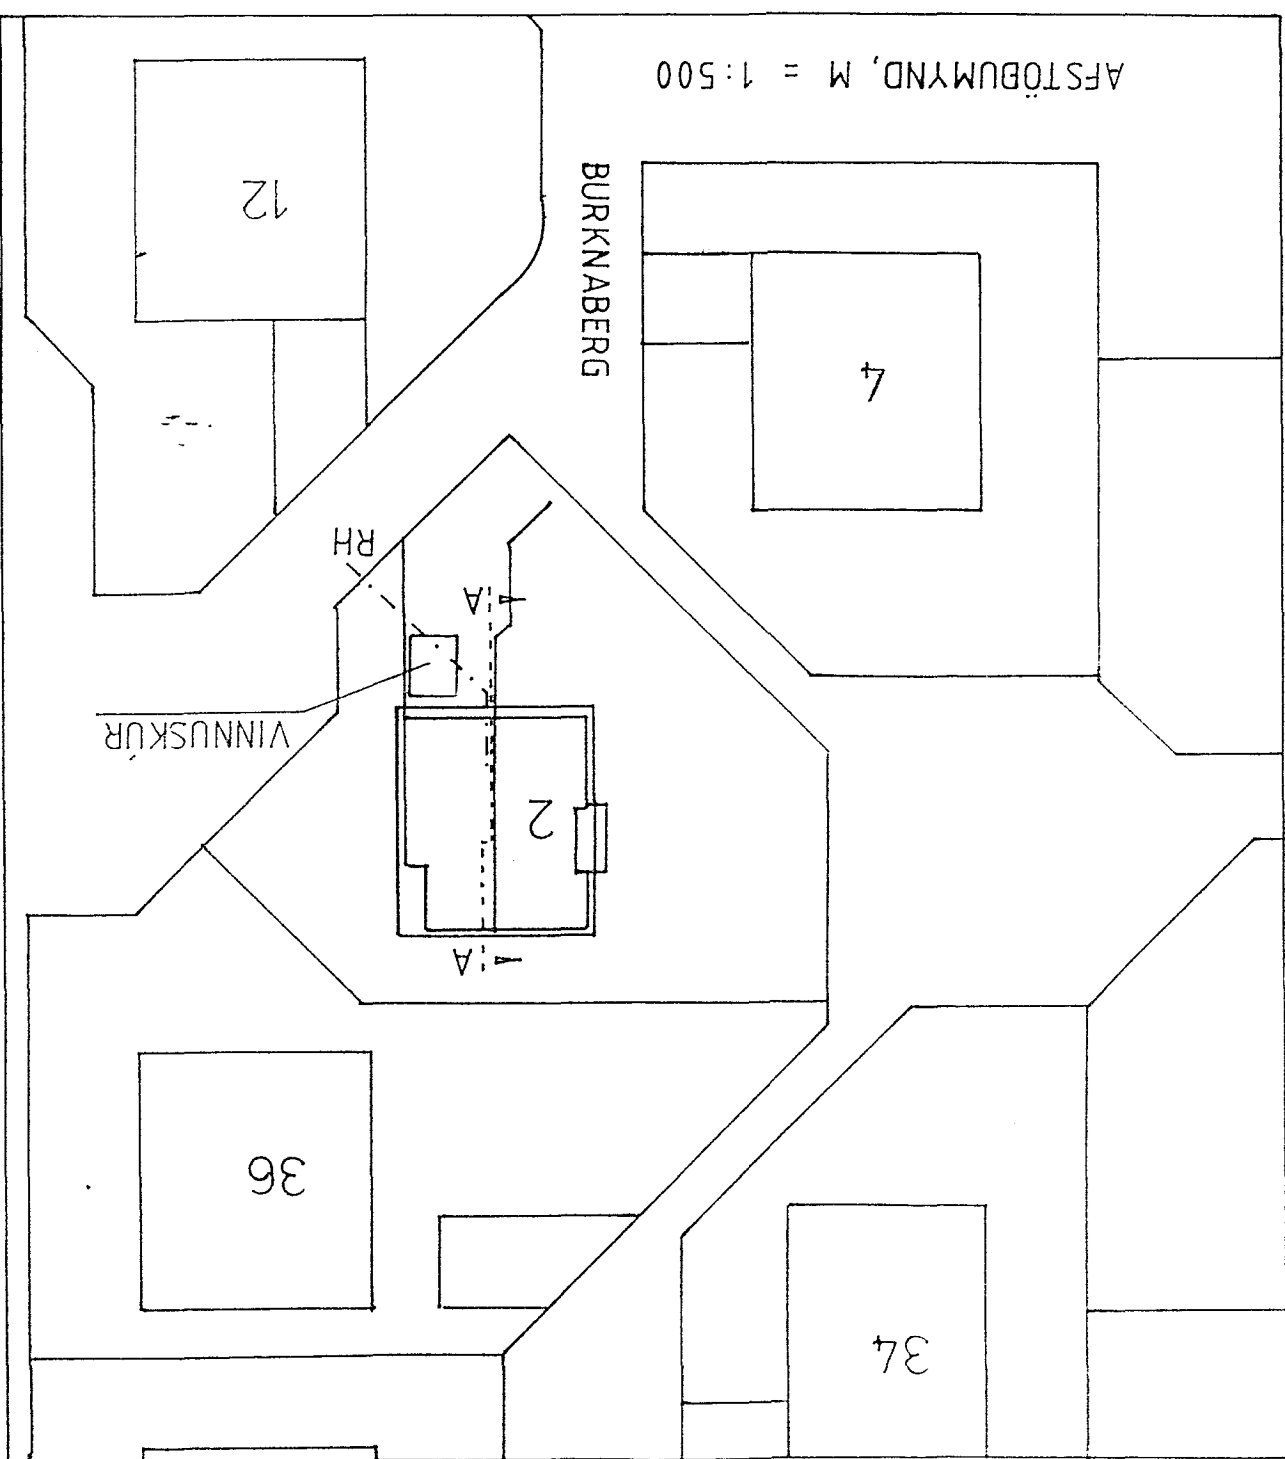 AFSTÖÐUMYND, M = 1:500
12
BURKNABERG
4
RH
A
VINNUSKÚR
2
A
36
34